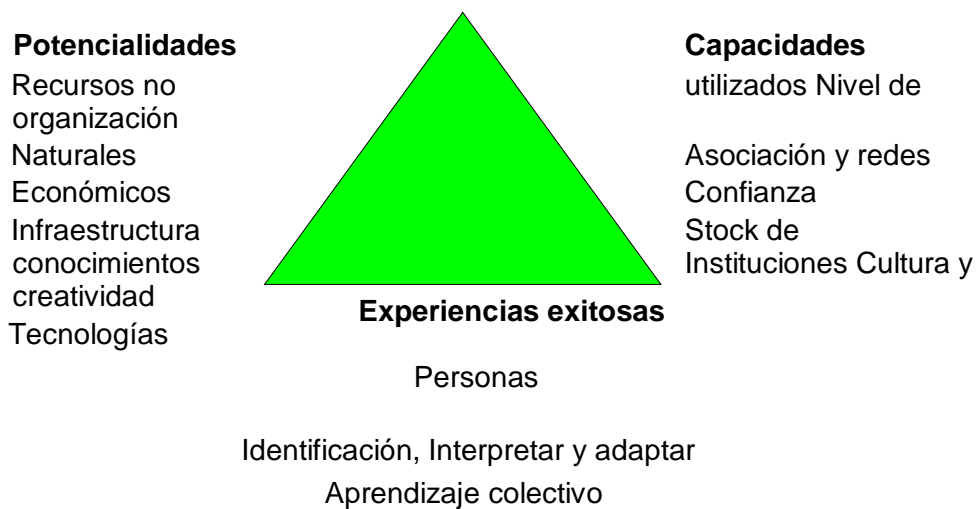 Potencialidades
Recursos no
organización
Naturales
Económicos
Infraestructura
conocimientos
creatividad
Tecnologías
Capacidades
utilizados Nivel de
Asociación y redes
Confianza
Stock de
Instituciones Cultura y
Experiencias exitosas
Personas
Identificación, Interpretar y adaptar
Aprendizaje colectivo